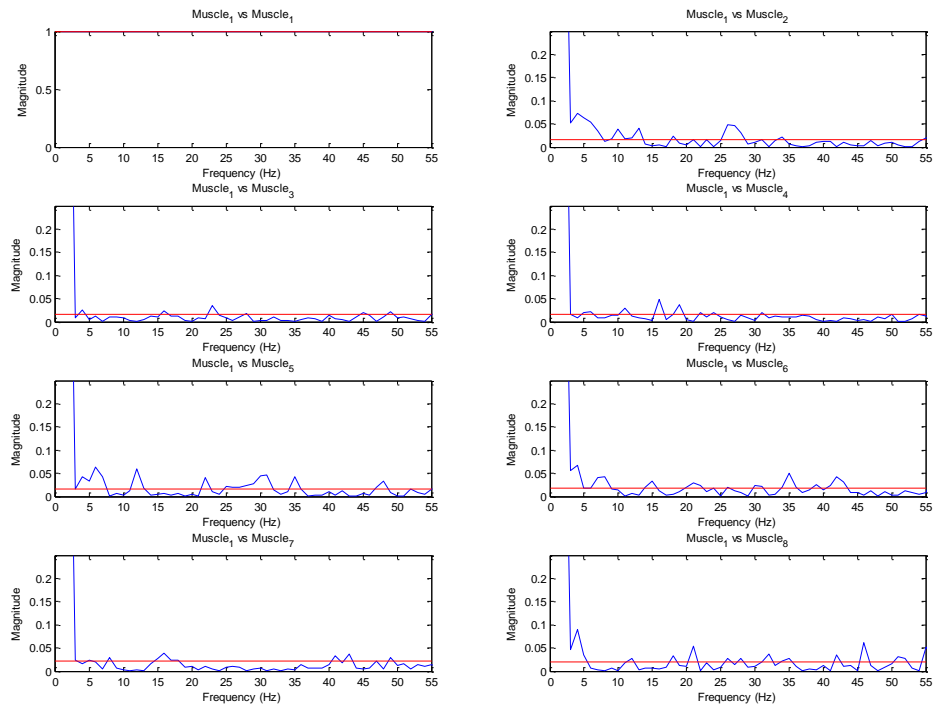 Muscle₁ vs Muscle₁
Magnitude
1
0.5
0
0 5 10 15 20 25 30 35 40 45 50 55
Frequency (Hz)
Muscle₁ vs Muscle₂
Magnitude
0.2
0.15
0.1
0.05
0
0 5 10 15 20 25 30 35 40 45 50 55
Frequency (Hz)
Muscle₁ vs Muscle₃
Magnitude
0.2
0.15
0.1
0.05
0
0 5 10 15 20 25 30 35 40 45 50 55
Frequency (Hz)
Muscle₁ vs Muscle₄
Magnitude
0.2
0.15
0.1
0.05
0
0 5 10 15 20 25 30 35 40 45 50 55
Frequency (Hz)
Muscle₁ vs Muscle₅
Magnitude
0.2
0.15
0.1
0.05
0
0 5 10 15 20 25 30 35 40 45 50 55
Frequency (Hz)
Muscle₁ vs Muscle₆
Magnitude
0.2
0.15
0.1
0.05
0
0 5 10 15 20 25 30 35 40 45 50 55
Frequency (Hz)
Muscle₁ vs Muscle₇
Magnitude
0.2
0.15
0.1
0.05
0
0 5 10 15 20 25 30 35 40 45 50 55
Frequency (Hz)
Muscle₁ vs Muscle₈
Magnitude
0.2
0.15
0.1
0.05
0
0 5 10 15 20 25 30 35 40 45 50 55
Frequency (Hz)